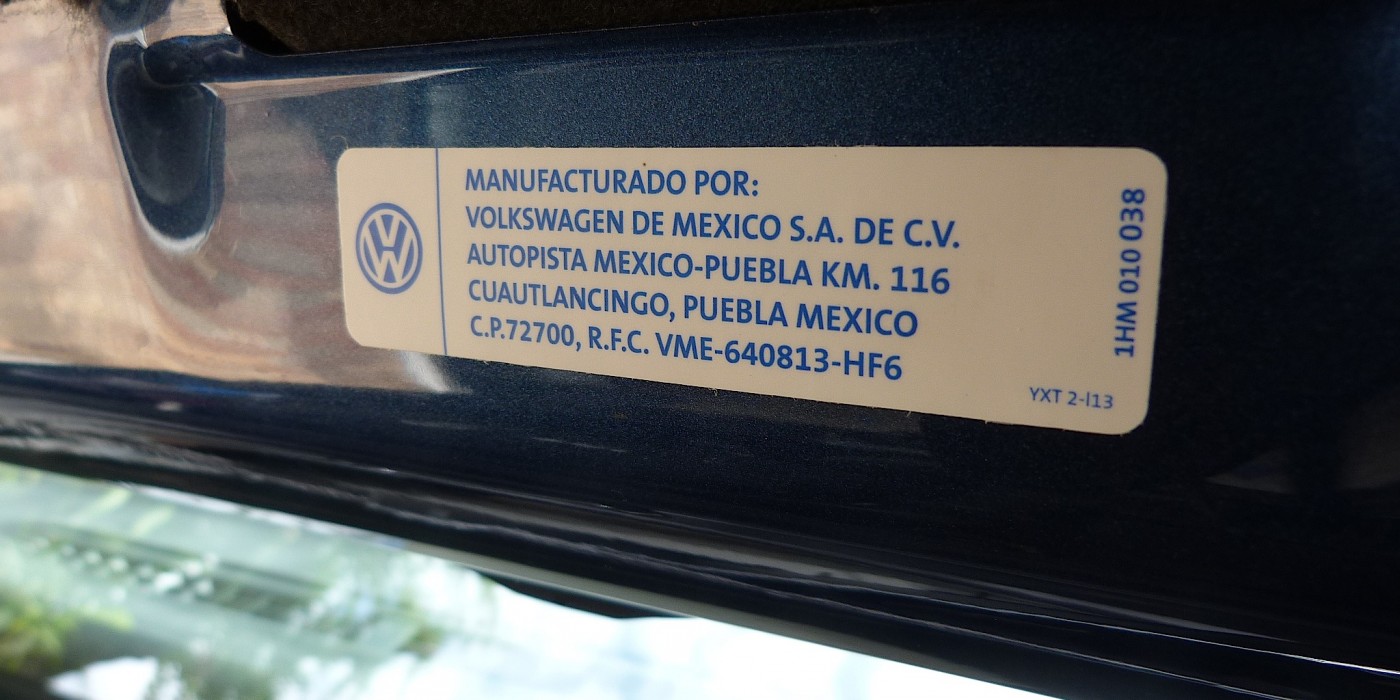 MANUFACTURADO POR:
VOLKSWAGEN DE MEXICO S.A. DE C.V.
AUTOPISTA MEXICO-PUEBLA KM. 116
CUAUTLANCINGO, PUEBLA MEXICO
C.P.72700, R.F.C. VME-640813-HF6
1HM 010 038
YXT 2-I13